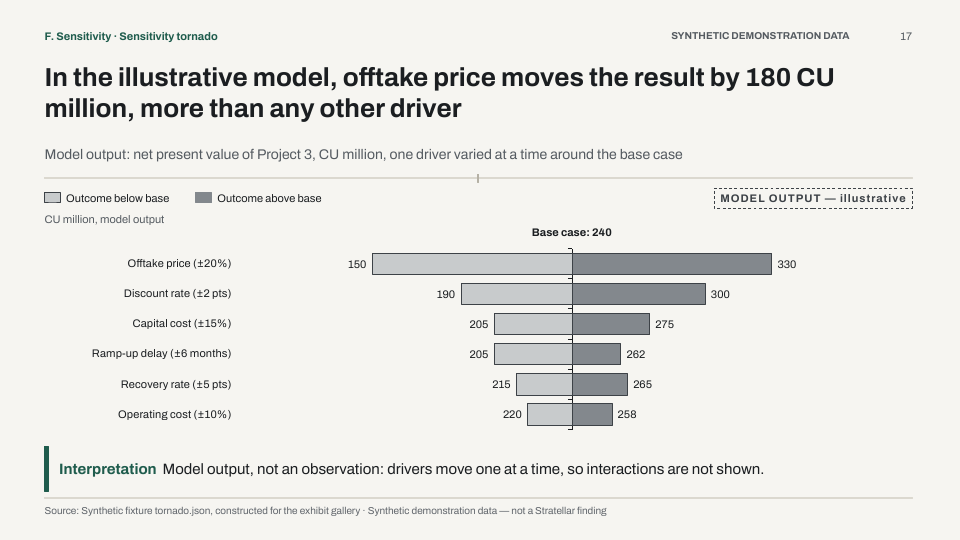 F. Sensitivity · Sensitivity tornado
SYNTHETIC DEMONSTRATION DATA
17
In the illustrative model, offtake price moves the result by 180 CU
million, more than any other driver
Model output: net present value of Project 3, CU million, one driver varied at a time around the base case
Outcome below base
Outcome above base
MODEL OUTPUT — illustrative
CU million, model output
Base case: 240
Offtake price (±20%)
150
330
Discount rate (±2 pts)
190
300
Capital cost (±15%)
205
275
Ramp-up delay (±6 months)
205
262
Recovery rate (±5 pts)
215
265
Operating cost (±10%)
220
258
Interpretation Model output, not an observation: drivers move one at a time, so interactions are not shown.
Source: Synthetic fixture tornado.json, constructed for the exhibit gallery · Synthetic demonstration data — not a Stratellar finding